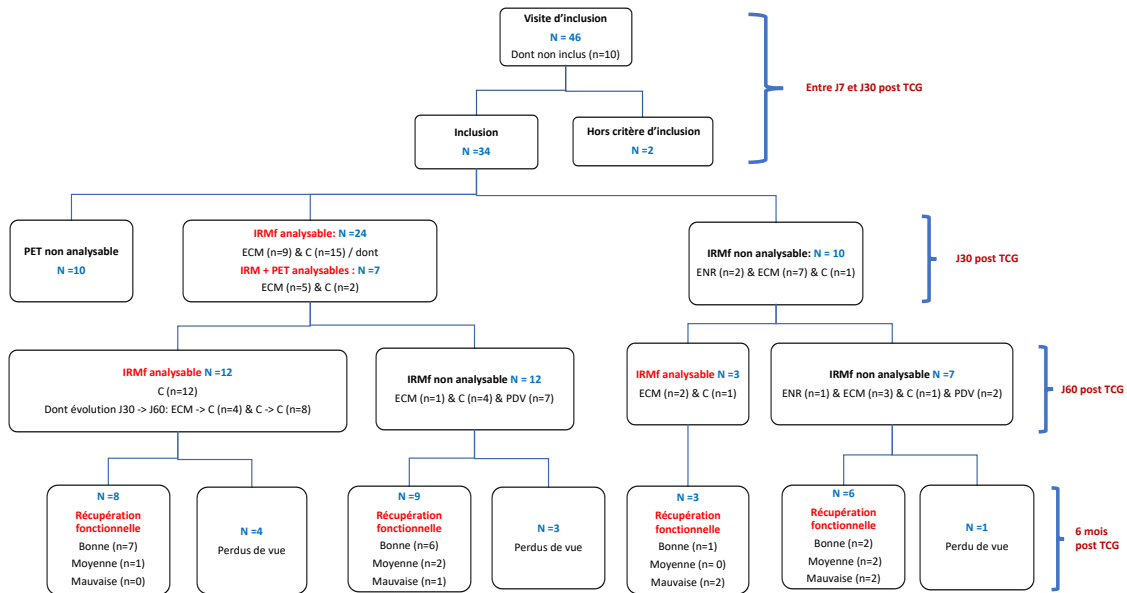 Visite d'inclusion
N = 46
Dont non inclus (n=10)
Entre J7 et J30 post TCG
Inclusion
N =34
Hors critère d'inclusion
N =2
PET non analysable
N =10
IRMf analysable: N =24
ECM (n=9) & C (n=15) / dont
IRM + PET analysables : N =7
ECM (n=5) & C (n=2)
IRMf non analysable: N = 10
ENR (n=2) & ECM (n=7) & C (n=1)
J30 post TCG
IRMf analysable N =12
C (n=12)
Dont évolution J30 -> J60: ECM -> C (n=4) & C -> C (n=8)
IRMf non analysable N = 12
ECM (n=1) & C (n=4) & PDV (n=7)
IRMf analysable N =3
ECM (n=2) & C (n=1)
IRMf non analysable N =7
ENR (n=1) & ECM (n=3) & C (n=1) & PDV (n=2)
J60 post TCG
N =8
Récupération
fonctionnelle
Bonne (n=7)
Moyenne (n=1)
Mauvaise (n=0)
N =4
Perdus de vue
N =9
Récupération
fonctionnelle
Bonne (n=6)
Moyenne (n=2)
Mauvaise (n=1)
N =3
Perdus de vue
N =3
Récupération
fonctionnelle
Bonne (n=1)
Moyenne (n= 0)
Mauvaise (n=2)
N =6
Récupération
fonctionnelle
Bonne (n=2)
Moyenne (n=2)
Mauvaise (n=2)
N =1
Perdu de vue
6 mois
post TCG